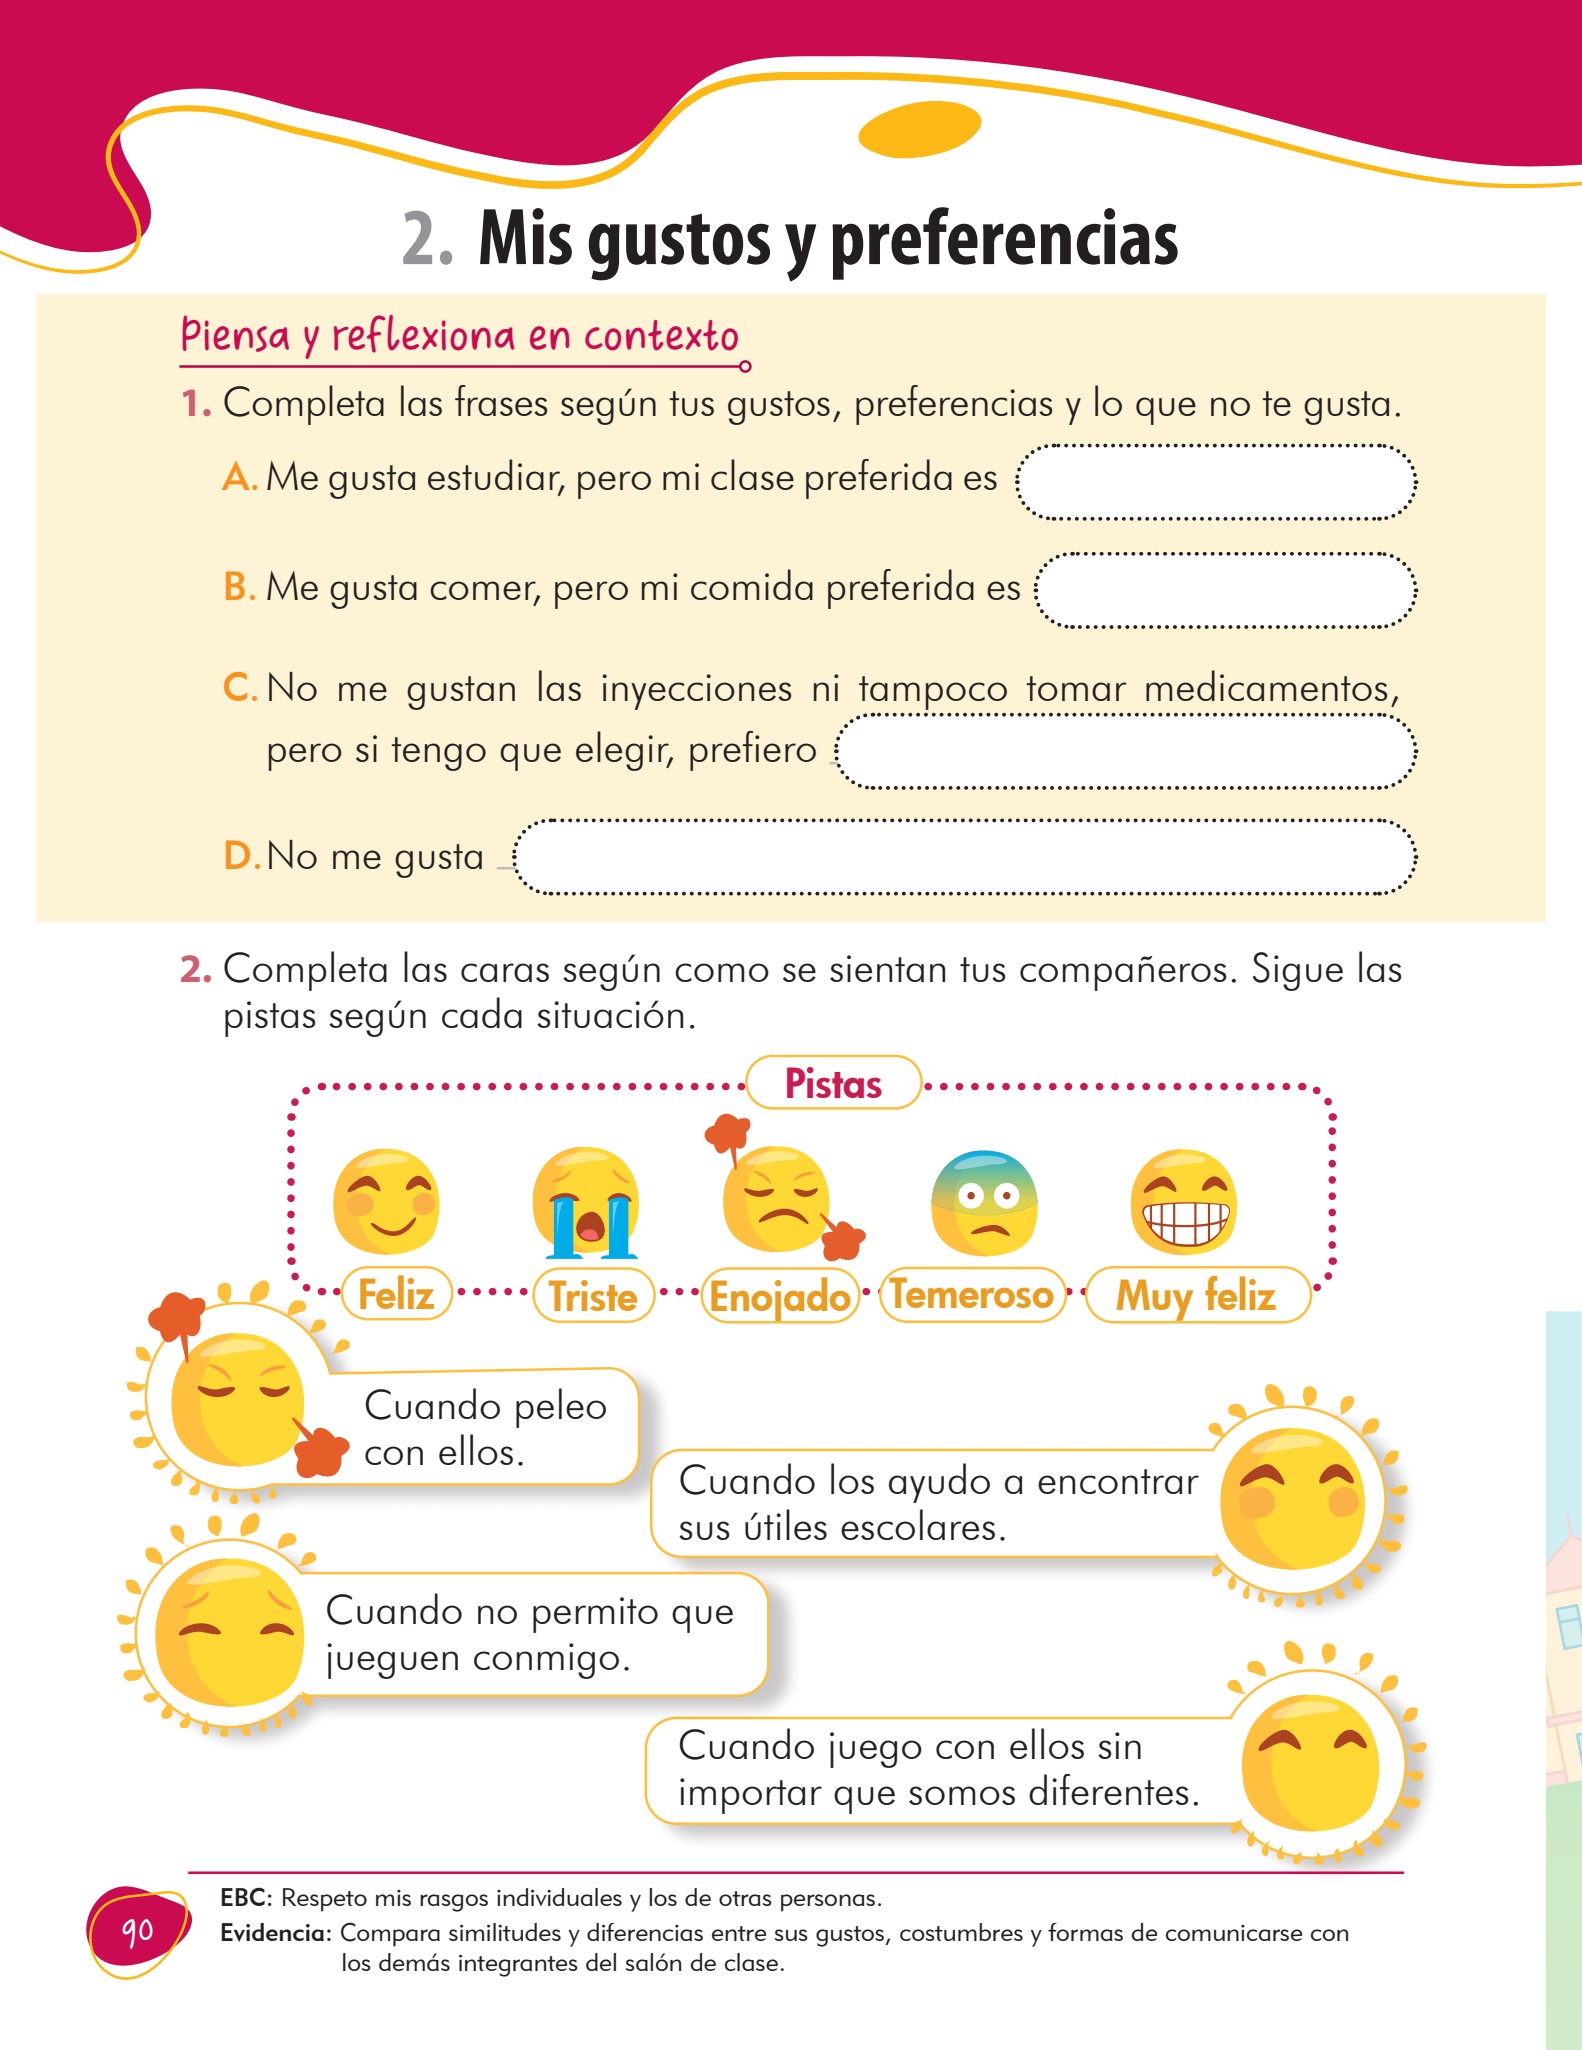 2. Mis gustos y preferencias
Piensa y reflexiona en contexto
1. Completa las frases según tus gustos, preferencias y lo que no te gusta.
A. Me gusta estudiar, pero mi clase preferida es
B. Me gusta comer, pero mi comida preferida es
C. No me gustan las inyecciones ni tampoco tomar medicamentos,
pero si tengo que elegir, prefiero
D. No me gusta
2. Completa las caras según como se sientan tus compañeros. Sigue las
pistas según cada situación.
Pistas
Feliz
Triste
Enojado
Temeroso
Muy feliz
Cuando peleo
con ellos.
Cuando los ayudo a encontrar
sus útiles escolares.
Cuando no permito que
jueguen conmigo.
Cuando juego con ellos sin
importar que somos diferentes.
EBC: Respeto mis rasgos individuales y los de otras personas.
Evidencia: Compara similitudes y diferencias entre sus gustos, costumbres y formas de comunicarse con
los demás integrantes del salón de clase.
90